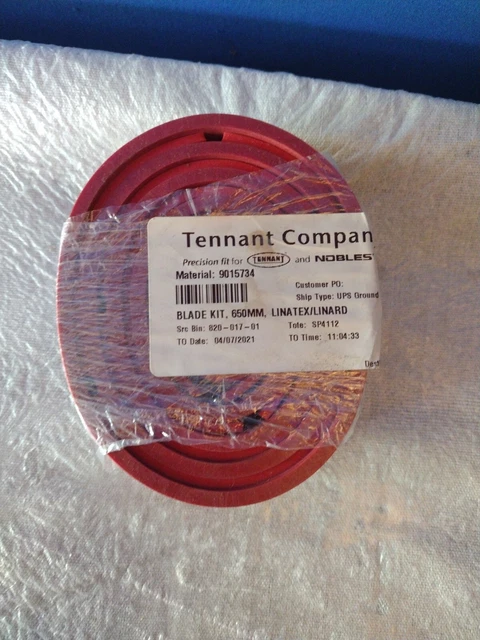 Tennant Compan
Precision fit for TENNANT and NOBLES
Material: 9015734
Customer PO:
Ship Type: UPS Ground
BLADE KIT, 650MM, LINATEX/LINARD
Src Bin: 820-017-01 Tote: SP4112
TO Date: 04/07/2021 TO Time: 11:04:33
Dest